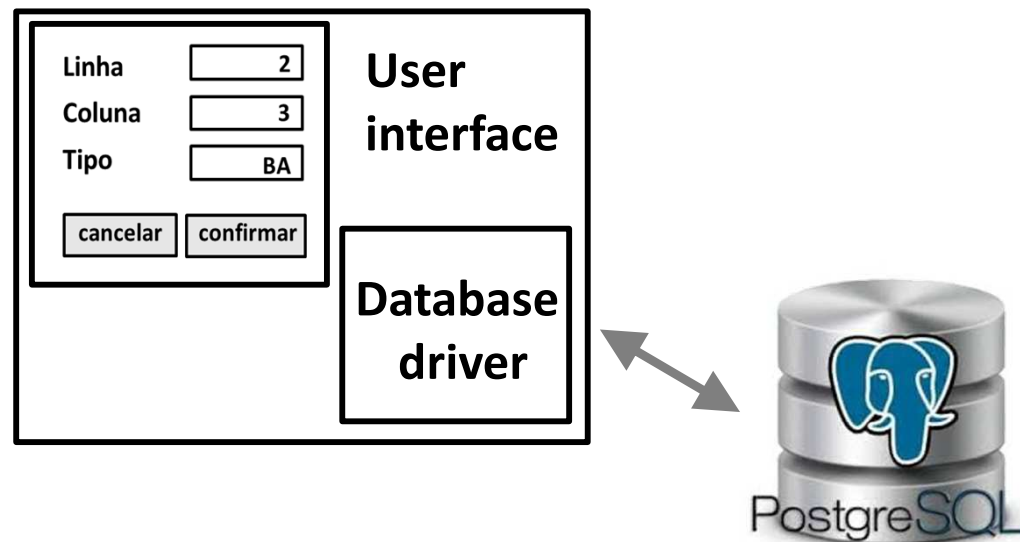 Linha 2
Coluna 3
Tipo BA
cancelar confirmar
User
interface
Database
driver
PostgreSQL